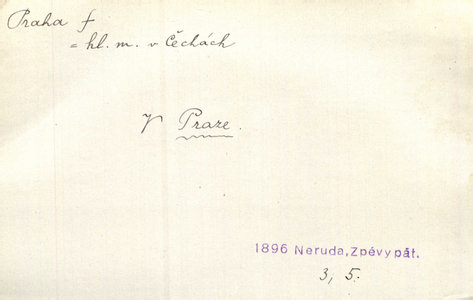 Praha f
= hl. m. v Čechách
V Praze.
1896 Neruda, Zpěvy pát.
3, 5.